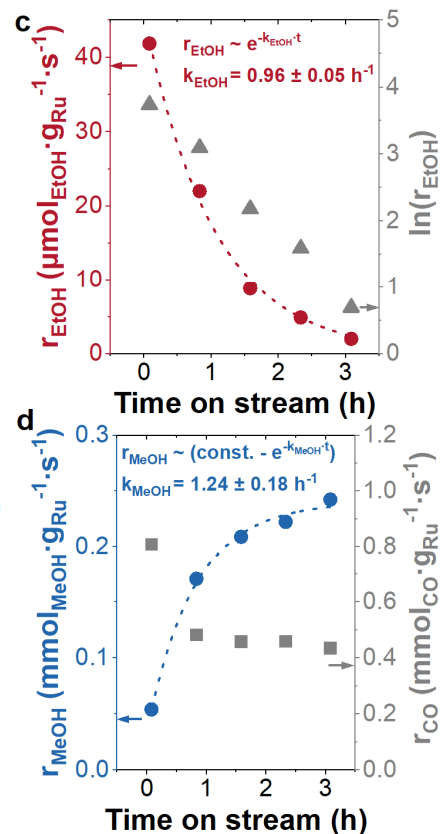 c
r_EtOH ~ e^-k_EtOH·t
k_EtOH = 0.96 ± 0.05 h^-1
r_EtOH (μmol_EtOH·g_Ru^-1·s^-1)
40
30
20
10
0
5
4
3
2
1
0
ln(r_EtOH)
0 1 2 3
Time on stream (h)
d
r_MeOH ~ (const. - e^-k_MeOH·t)
k_MeOH = 1.24 ± 0.18 h^-1
r_MeOH (mmol_MeOH·g_Ru^-1·s^-1)
0.3
0.2
0.1
0.0
1.2
1.0
0.8
0.6
0.4
0.2
0.0
r_CO (mmol_CO·g_Ru^-1·s^-1)
0 1 2 3
Time on stream (h)